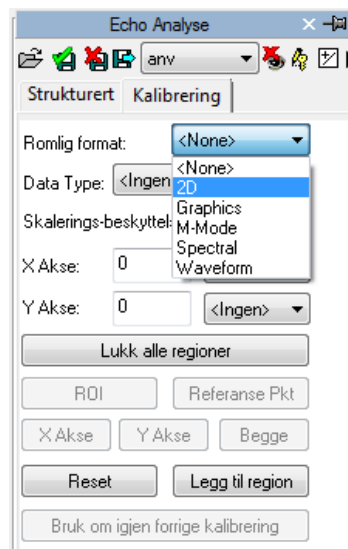 Echo Analyse
anv
Strukturert Kalibrering
Romlig format: <None>
<None>
2D
Data Type: <Ingen
Graphics
Skalerings-beskyttel:
M-Mode
Spectral
Waveform
X Akse: 0
Y Akse: 0 <Ingen>
Lukk alle regioner
ROI Referanse Pkt
X Akse Y Akse Begge
Reset Legg til region
Bruk om igjen forrige kalibrering